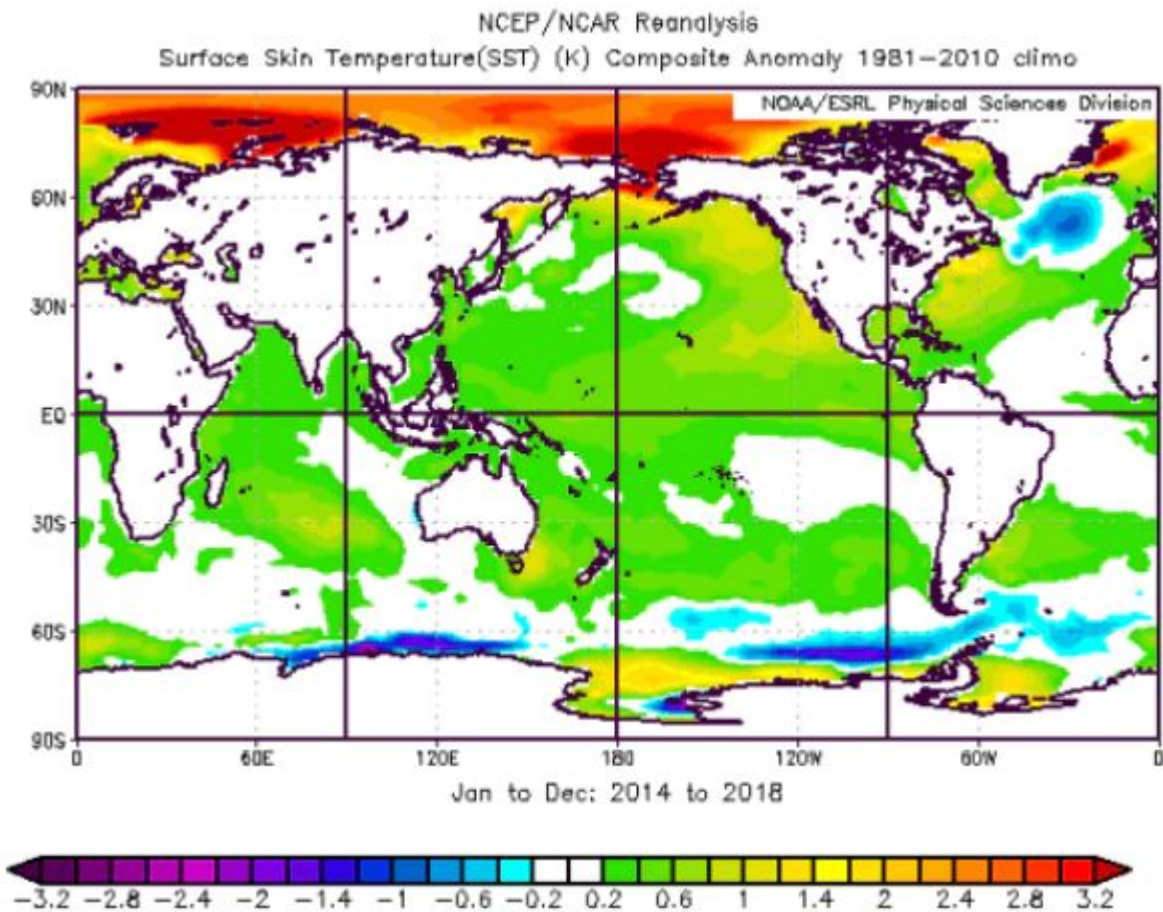 NCEP/NCAR Reanalysis
Surface Skin Temperature(SST) (K) Composite Anomaly 1981−2010 climo
NOAA/ESRL Physical Sciences Division
90N
60N
30N
EQ
30S
60S
90S
0 60E 120E 180 120W 60W 0
Jan to Dec: 2014 to 2018
−3.2 −2.8 −2.4 −2 −1.4 −1 −0.6 −0.2 0.2 0.6 1 1.4 2 2.4 2.8 3.2